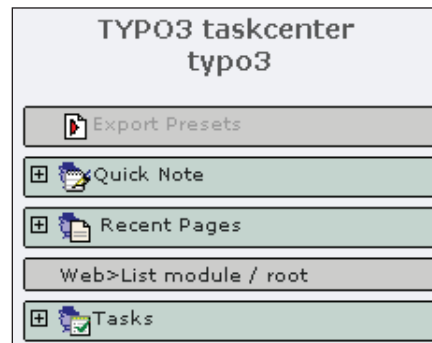 TYPO3 taskcenter
typo3
Export Presets
Quick Note
Recent Pages
Web>List module / root
Tasks